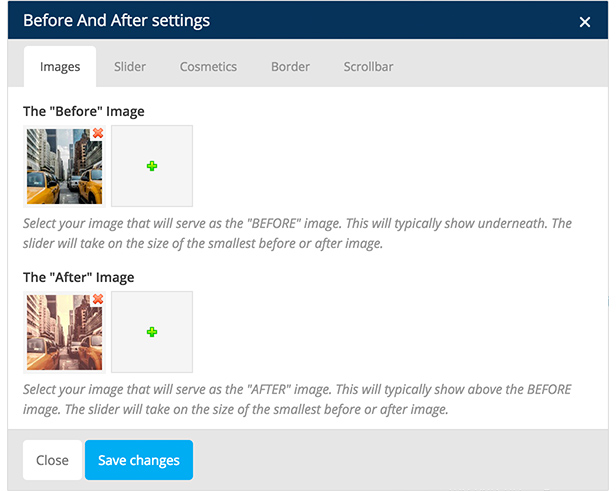 Before And After settings
Images Slider Cosmetics Border Scrollbar
The "Before" Image
Select your image that will serve as the "BEFORE" image. This will typically show underneath. The
slider will take on the size of the smallest before or after image.
The "After" Image
Select your image that will serve as the "AFTER" image. This will typically show above the BEFORE
image. The slider will take on the size of the smallest before or after image.
Close Save changes